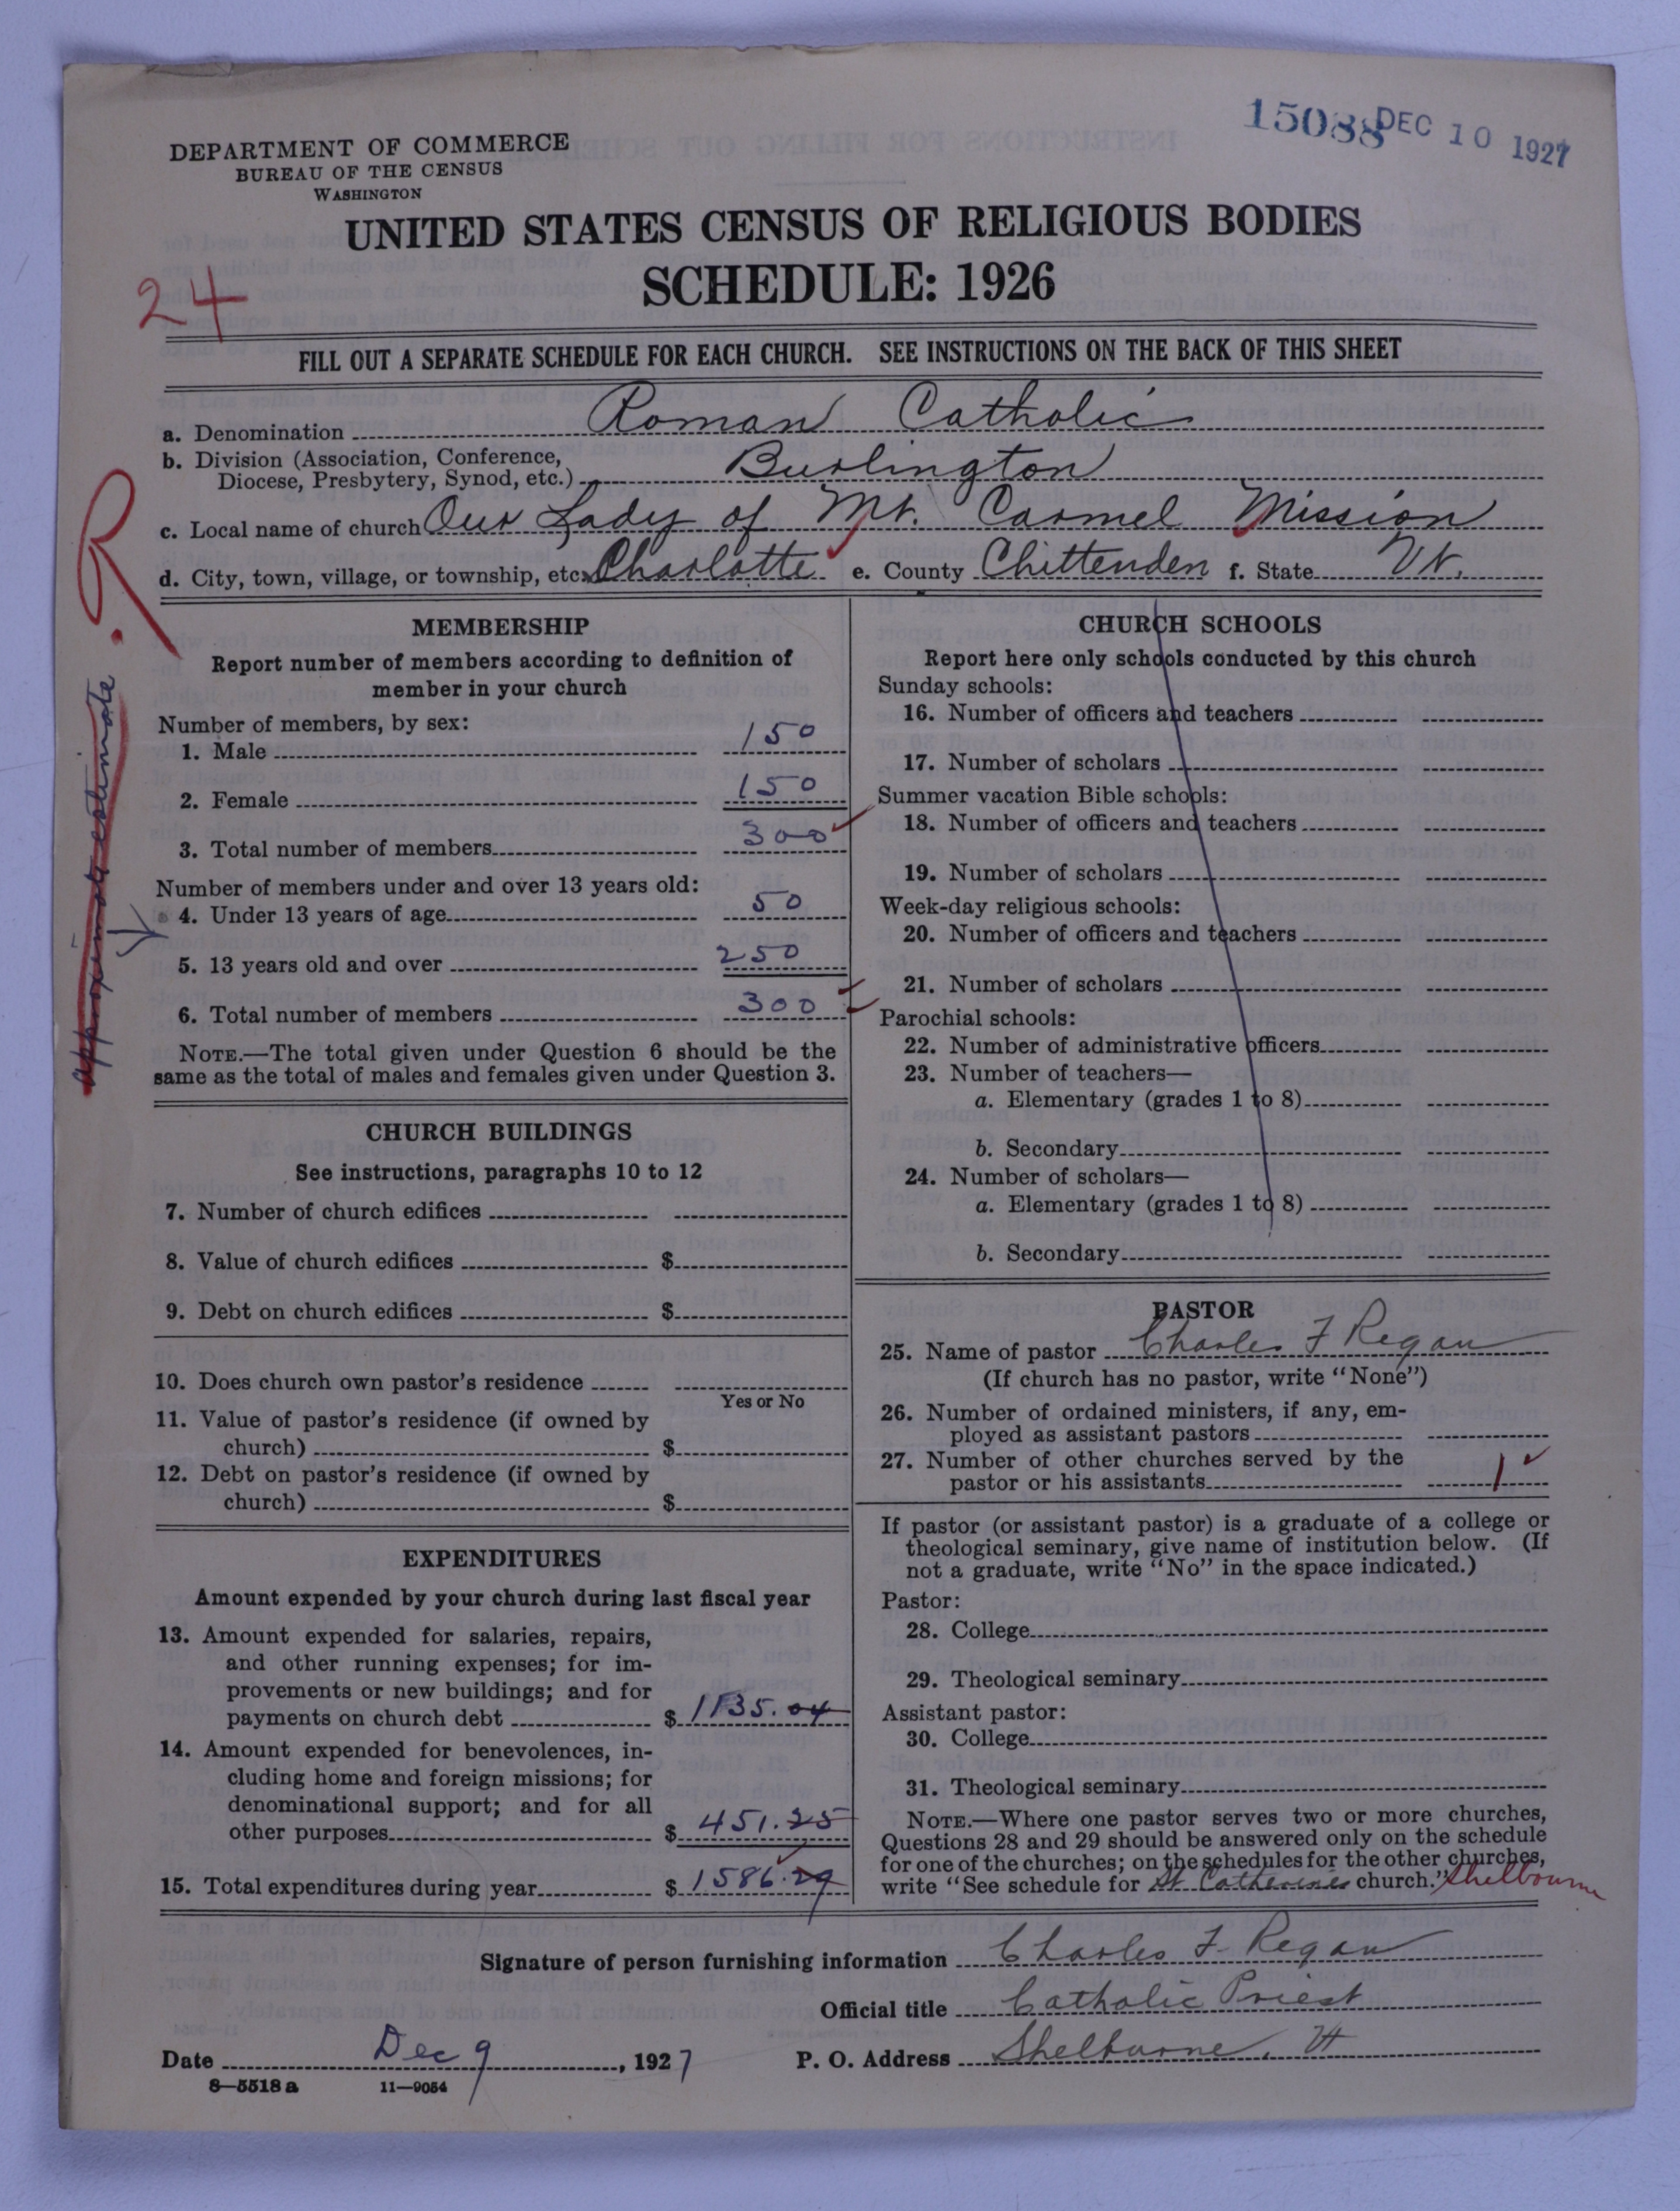 15088 DEC 10 1927
DEPARTMENT OF COMMERCE
BUREAU OF THE CENSUS
WASHINGTON
UNITED STATES CENSUS OF RELIGIOUS BODIES
SCHEDULE: 1926
24
FILL OUT A SEPARATE SCHEDULE FOR EACH CHURCH. SEE INSTRUCTIONS ON THE BACK OF THIS SHEET
a. Denomination Roman Catholic
b. Division (Association, Conference,
Diocese, Presbytery, Synod, etc.) Burlington
c. Local name of church Our Lady of Mt. Carmel Mission
d. City, town, village, or township, etc. Charlotte e. County Chittenden f. State Vt.
R
approximate estimate
MEMBERSHIP
Report number of members according to definition of
member in your church
Number of members, by sex:
1. Male 150
2. Female 150
3. Total number of members 300
Number of members under and over 13 years old:
4. Under 13 years of age 50
5. 13 years old and over 250
6. Total number of members 300
NOTE.—The total given under Question 6 should be the
same as the total of males and females given under Question 3.
CHURCH BUILDINGS
See instructions, paragraphs 10 to 12
7. Number of church edifices
8. Value of church edifices $
9. Debt on church edifices $
10. Does church own pastor's residence
Yes or No
11. Value of pastor's residence (if owned by
church) $
12. Debt on pastor's residence (if owned by
church) $
EXPENDITURES
Amount expended by your church during last fiscal year
13. Amount expended for salaries, repairs,
and other running expenses; for im-
provements or new buildings; and for
payments on church debt $ 1135.04
14. Amount expended for benevolences, in-
cluding home and foreign missions; for
denominational support; and for all
other purposes $ 451.25
15. Total expenditures during year $ 1586.29
CHURCH SCHOOLS
Report here only schools conducted by this church
Sunday schools:
16. Number of officers and teachers
17. Number of scholars
Summer vacation Bible schools:
18. Number of officers and teachers
19. Number of scholars
Week-day religious schools:
20. Number of officers and teachers
21. Number of scholars
Parochial schools:
22. Number of administrative officers
23. Number of teachers—
a. Elementary (grades 1 to 8)
b. Secondary
24. Number of scholars—
a. Elementary (grades 1 to 8)
b. Secondary
PASTOR
25. Name of pastor Charles F Regan
(If church has no pastor, write "None")
26. Number of ordained ministers, if any, em-
ployed as assistant pastors
27. Number of other churches served by the
pastor or his assistants 1
If pastor (or assistant pastor) is a graduate of a college or
theological seminary, give name of institution below. (If
not a graduate, write "No" in the space indicated.)
Pastor:
28. College
29. Theological seminary
Assistant pastor:
30. College
31. Theological seminary
NOTE.—Where one pastor serves two or more churches,
Questions 28 and 29 should be answered only on the schedule
for one of the churches; on the schedules for the other churches,
write "See schedule for St Catherines church." Shelbourne
Signature of person furnishing information Charles F. Regan
Official title Catholic Priest
Date Dec 9, 1927 P. O. Address Shelburne, Vt
8—5518 a 11—9054